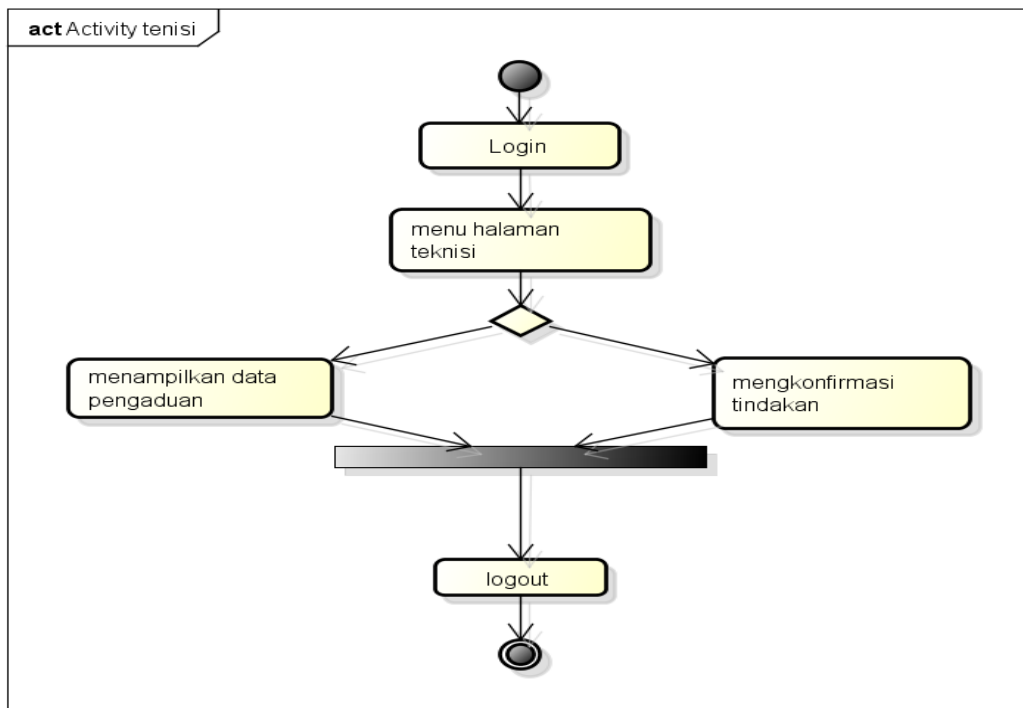 act Activity tenisi
Login
menu halaman
teknisi
menampilkan data
pengaduan
mengkonfirmasi
tindakan
logout